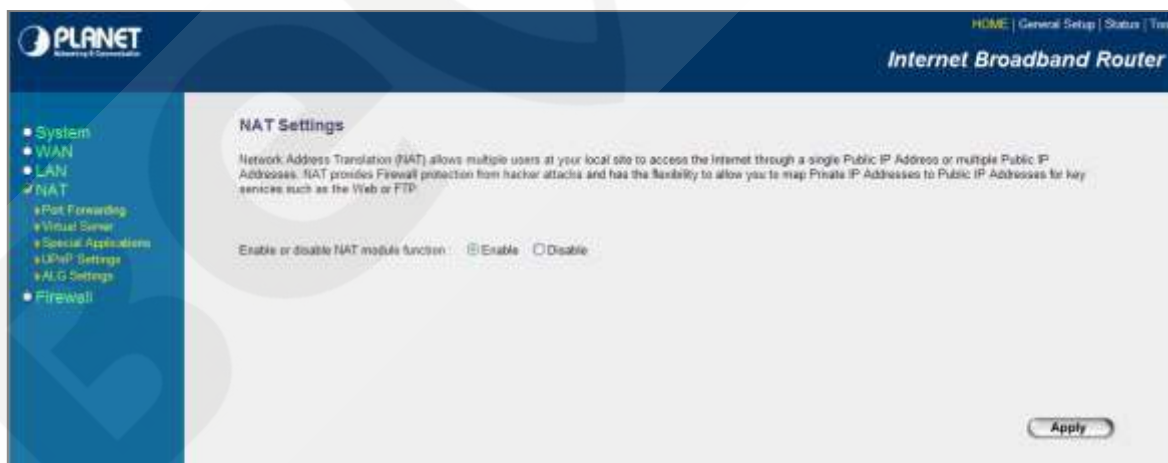 PLANET
Networking & Communication
HOME | General Setup | Status |
Internet Broadband Router
System
WAN
LAN
NAT
Port Forwarding
Virtual Server
Special Applications
UPnP Settings
ALG Settings
Firewall
NAT Settings
Network Address Translation (NAT) allows multiple users at your local site to access the Internet through a single Public IP Address or multiple Public IP
Addresses. NAT provides Firewall protection from hacker attacks and has the flexibility to allow you to map Private IP Addresses to Public IP Addresses for key
services such as the Web or FTP.
Enable or disable NAT module function : Enable Disable
Apply